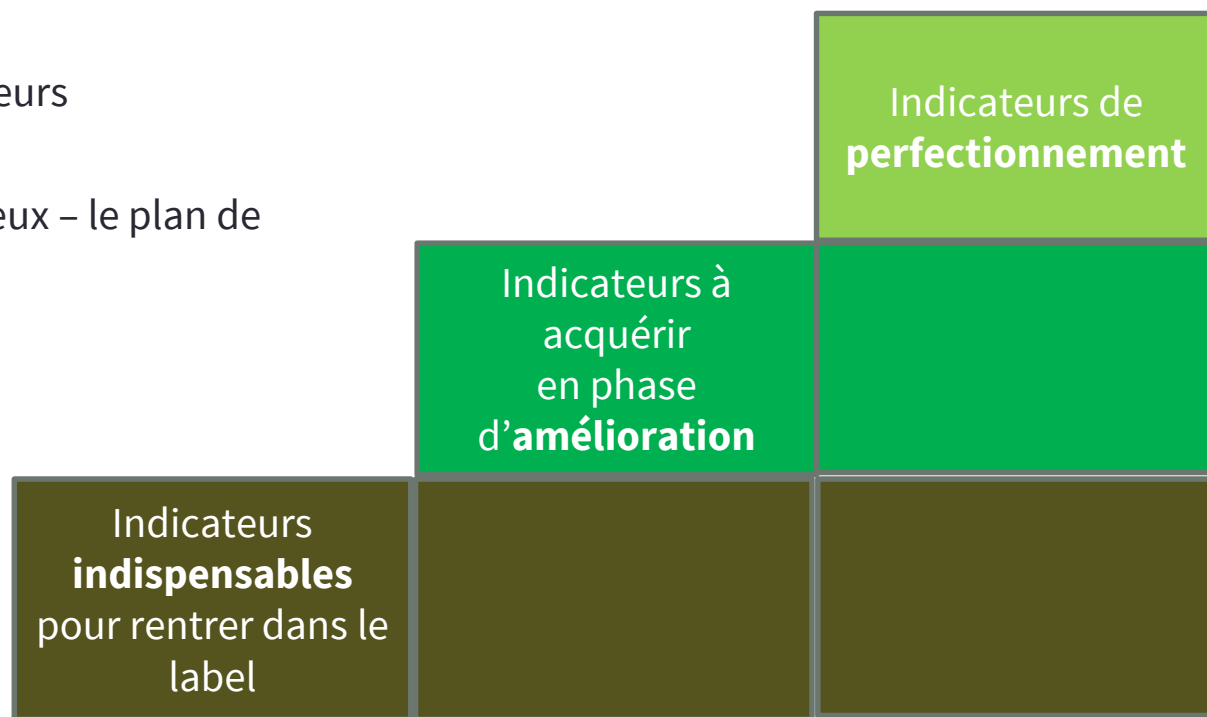 eurs
eux – le plan de
Indicateurs de
perfectionnement
Indicateurs à
acquérir
en phase
d’amélioration
Indicateurs
indispensables
pour rentrer dans le
label